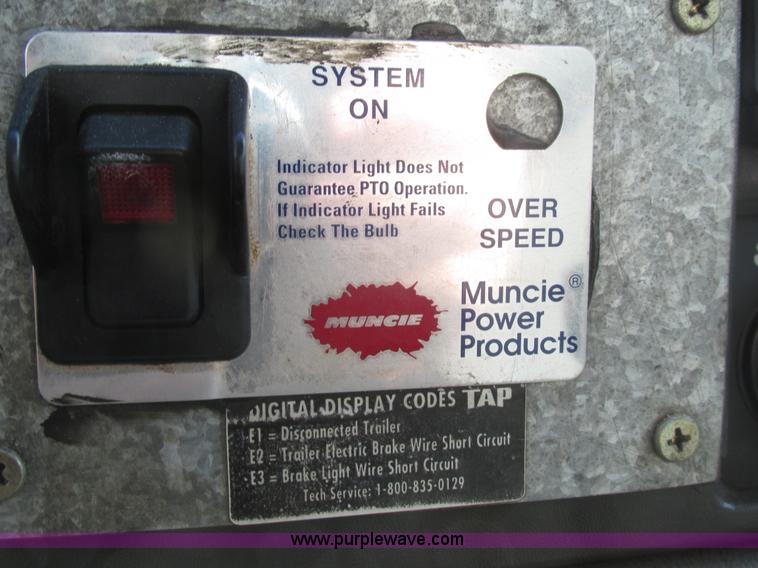 SYSTEM
ON
Indicator Light Does Not
Guarantee PTO Operation.
If Indicator Light Fails
Check The Bulb
OVER
SPEED
MUNCIE
Muncie®
Power
Products
DIGITAL DISPLAY CODES TAP
E1 = Disconnected Trailer
E2 = Trailer Electric Brake Wire Short Circuit
E3 = Brake Light Wire Short Circuit
Tech Service: 1-800-835-0129
www.purplewave.com